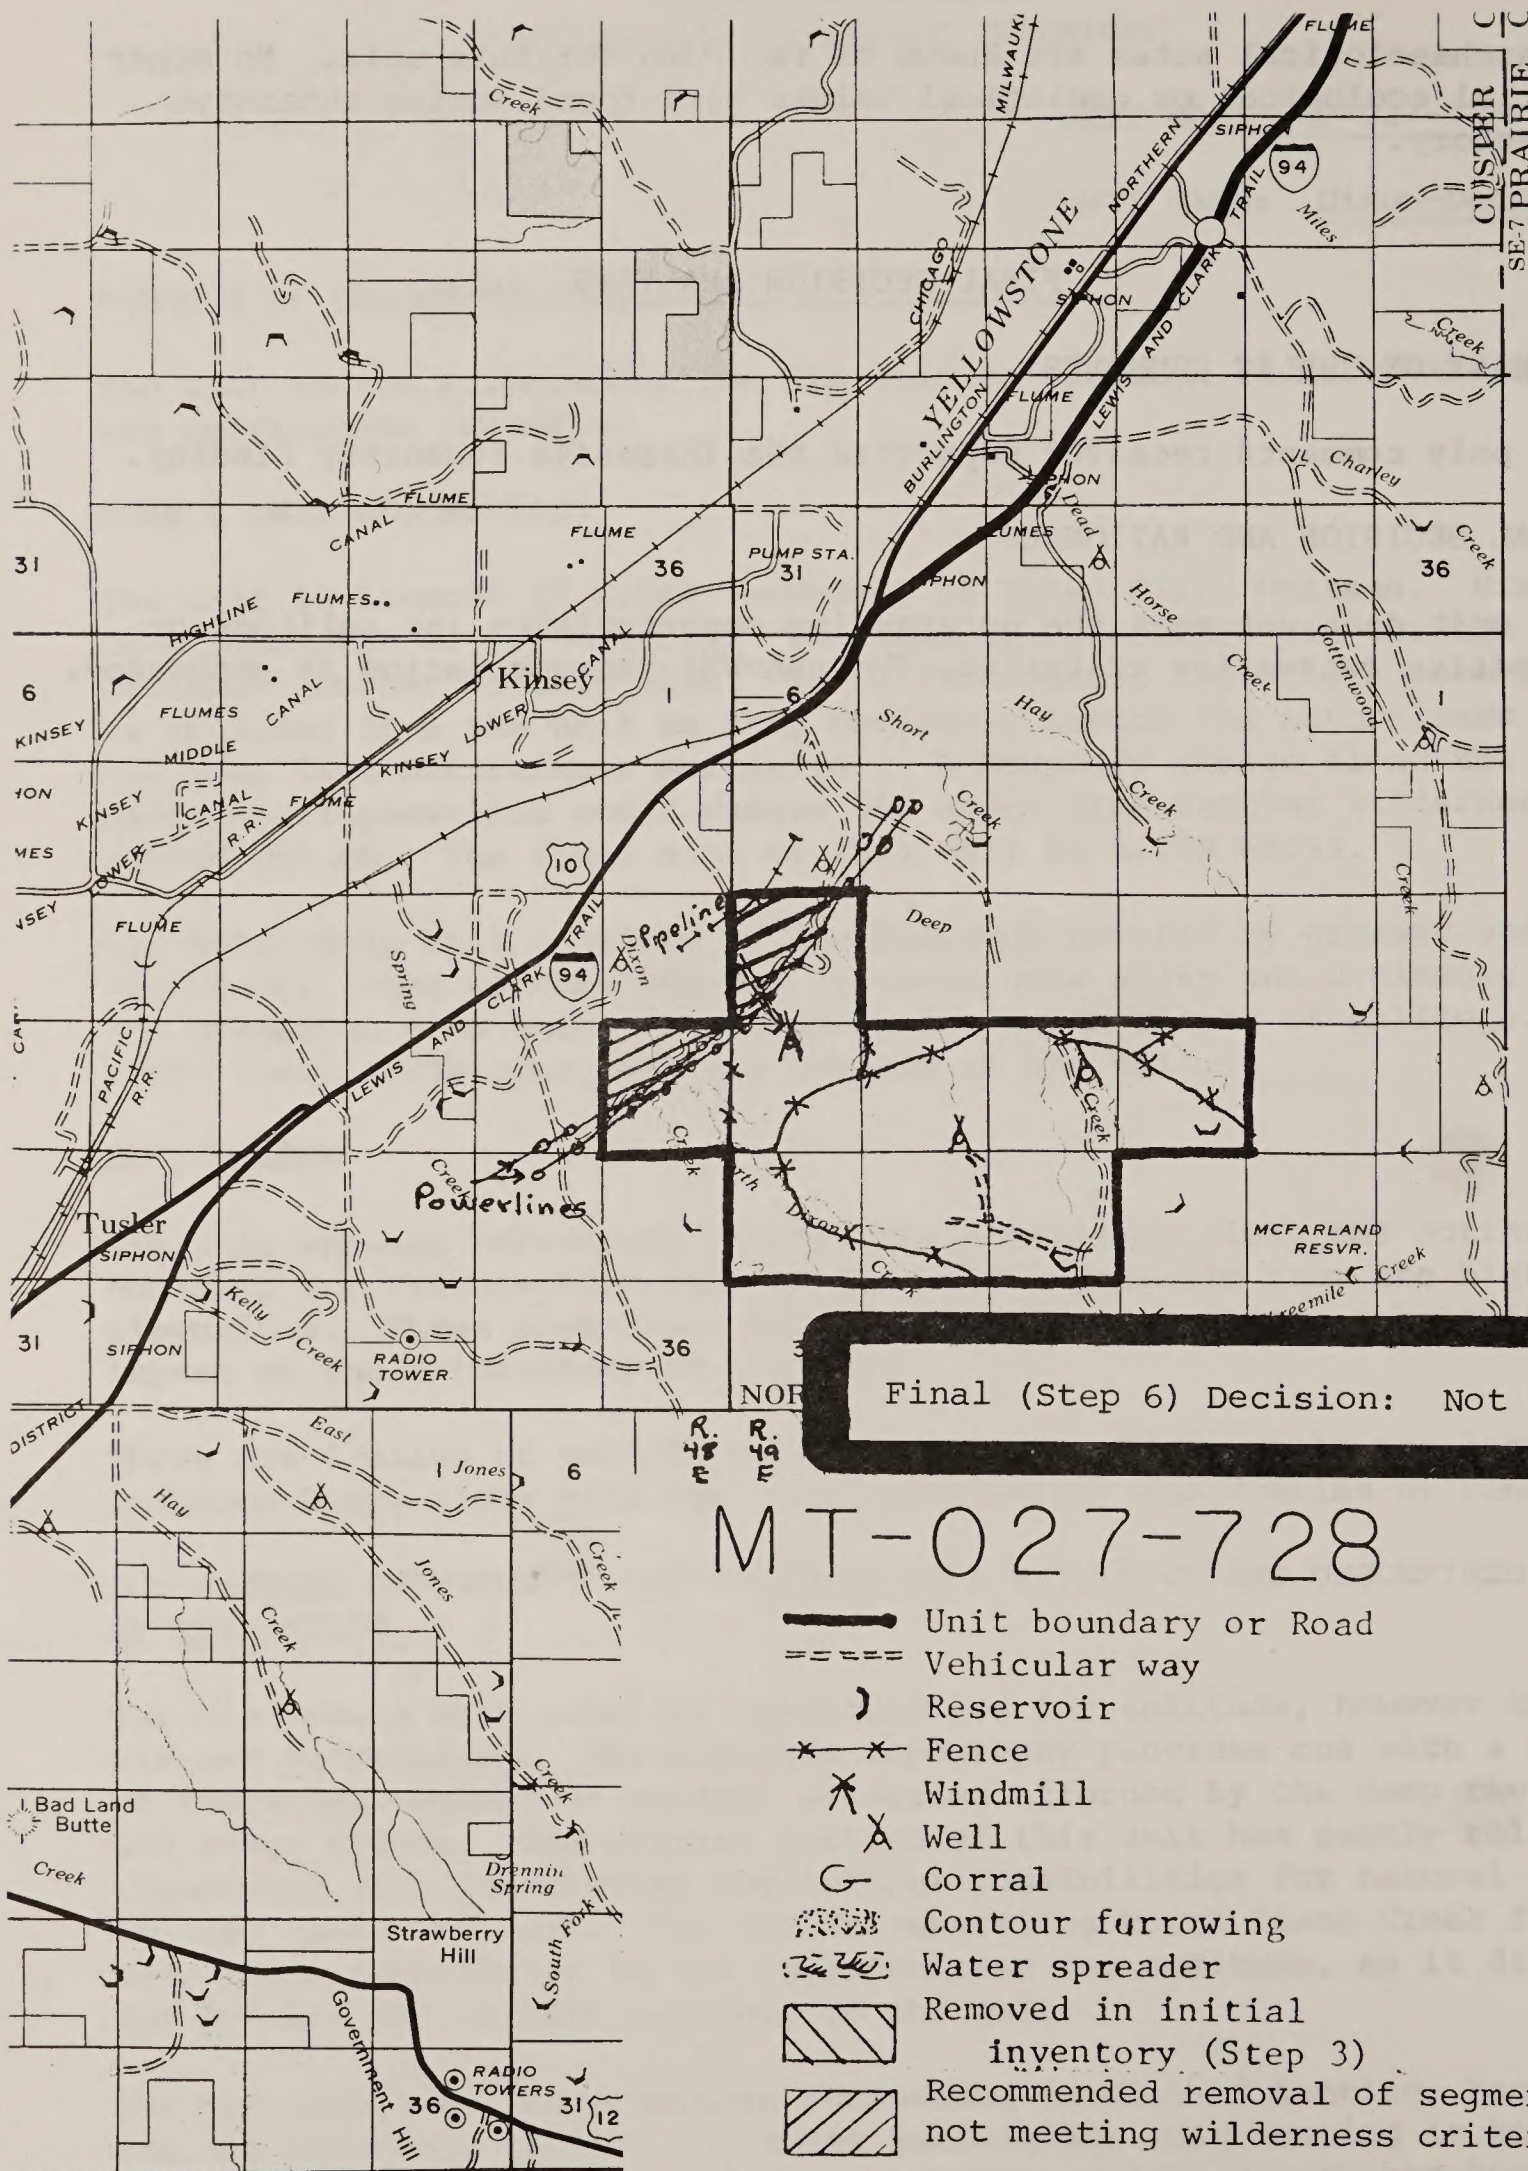 FLUME
MILWAUKI
CUSTER
PRAIRIE
SE-7
Creek
SIPHON
94
NORTHERN
TRAIL
Miles
CHICAGO
YELLOWSTONE
SIPHON
CLARK
AND
LEWIS
Creek
BURLINGTON
FLUME
Charley
Creek
SIPHON
Dead
FLUME
CANAL
FLUME
FLUMES
31
36
PUMP STA.
31
SIPHON
36
Horse
Creek
FLUMES
HIGHLINE
CANAL
Cottonwood
6
Kinsey
1
6
Hay
1
Short
FLUMES
CANAL
LOWER
KINSEY
MIDDLE
KINSEY
Creek
Creek
KINSEY
CANAL
FLUME
R.R.
LOWER
10
Creek
FLUME
TRAIL
Pipeline
Deep
Spring
Dixon
94
CLARK
AND
LEWIS
PACIFIC
R.R.
Creek
Creek
Creek
Powerlines
Dixon
Creek
Tusler
SIPHON
MCFARLAND
RESVR.
Creek
Kelly
Creek
31
SIPHON
RADIO
TOWER
36
NOR
Final (Step 6) Decision: Not
DISTRICT
R.
48
E
R.
49
E
East
Jones
6
Hay
Creek
Jones
Creek
Creek
MT-027-728
Unit boundary or Road
Vehicular way
Reservoir
Fence
Windmill
Well
Corral
Contour furrowing
Water spreader
Removed in initial
inventory (Step 3)
Recommended removal of segme
not meeting wilderness crite
Bad Land
Butte
Creek
Drennin
Spring
Strawberry
Hill
South Fork
Government
Hill
RADIO
TOWERS
36
31
12